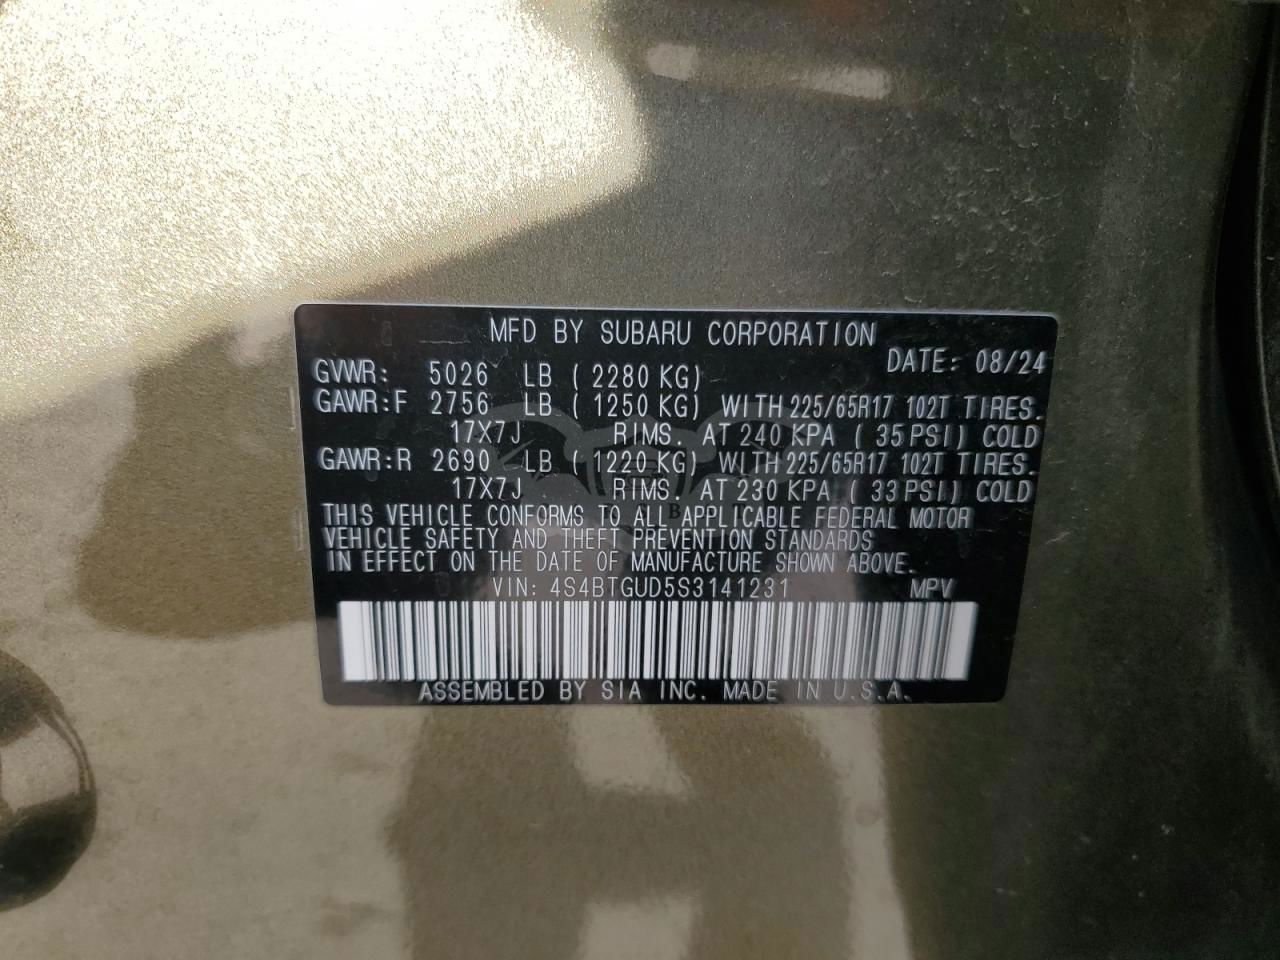 MFD BY SUBARU CORPORATION
DATE: 08/24
GVWR: 5026 LB ( 2280 KG)
GAWR:F 2756 LB ( 1250 KG) WITH 225/65R17 102T TIRES.
17X7J RIMS. AT 240 KPA ( 35 PSI) COLD
GAWR:R 2690 LB ( 1220 KG) WITH 225/65R17 102T TIRES.
17X7J RIMS. AT 230 KPA ( 33 PSI) COLD
THIS VEHICLE CONFORMS TO ALL APPLICABLE FEDERAL MOTOR
VEHICLE SAFETY AND THEFT PREVENTION STANDARDS
IN EFFECT ON THE DATE OF MANUFACTURE SHOWN ABOVE.
VIN: 4S4BTGUD5S3141231 MPV
ASSEMBLED BY SIA INC. MADE IN U.S.A.